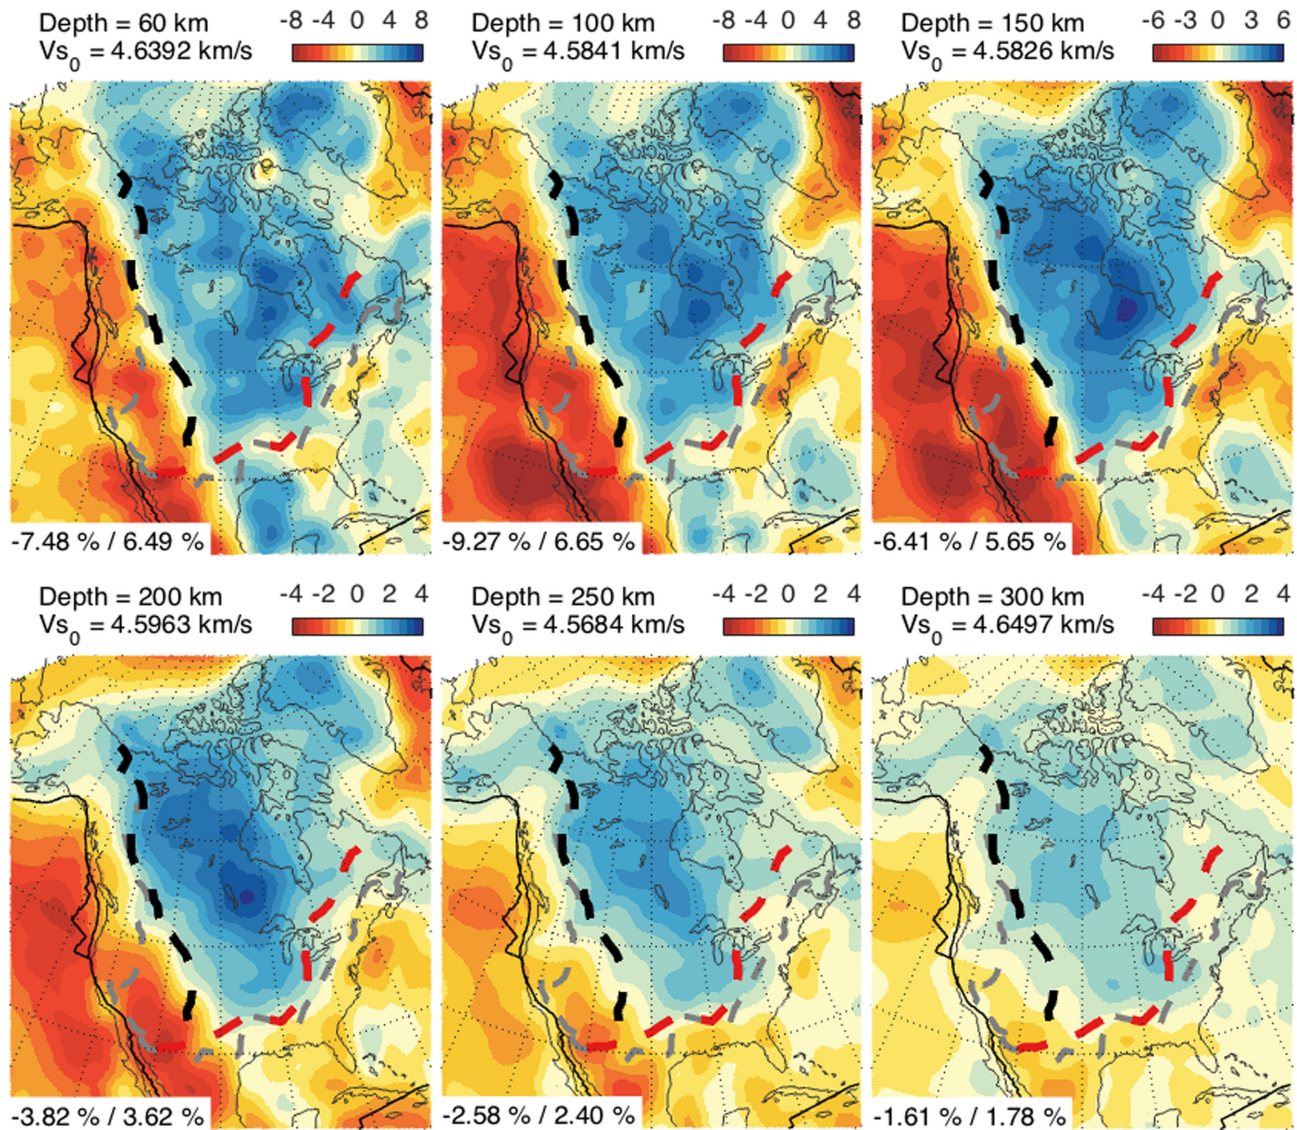 Depth = 60 km
-8 -4 0 4 8
Vs0 = 4.6392 km/s
-7.48 % / 6.49 %
Depth = 100 km
-8 -4 0 4 8
Vs0 = 4.5841 km/s
-9.27 % / 6.65 %
Depth = 150 km
-6 -3 0 3 6
Vs0 = 4.5826 km/s
-6.41 % / 5.65 %
Depth = 200 km
-4 -2 0 2 4
Vs0 = 4.5963 km/s
-3.82 % / 3.62 %
Depth = 250 km
-4 -2 0 2 4
Vs0 = 4.5684 km/s
-2.58 % / 2.40 %
Depth = 300 km
-4 -2 0 2 4
Vs0 = 4.6497 km/s
-1.61 % / 1.78 %